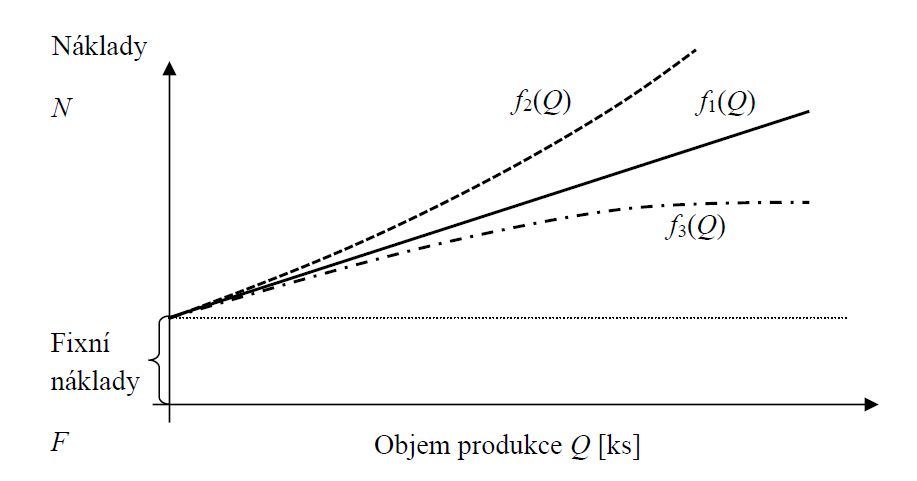 Náklady
N
f2(Q)
f1(Q)
f3(Q)
Fixní
náklady
F
Objem produkce Q [ks]